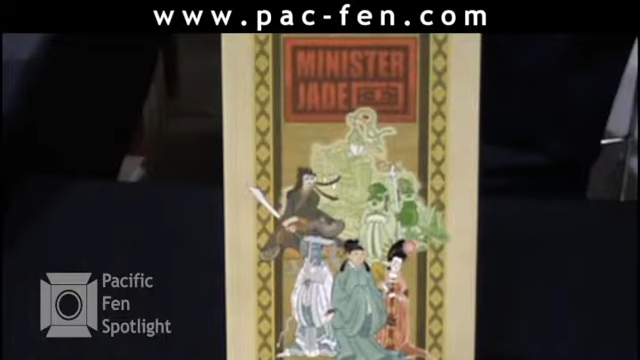 www.pac-fen.com
MINISTER
JADE
Pacific
Fen
Spotlight